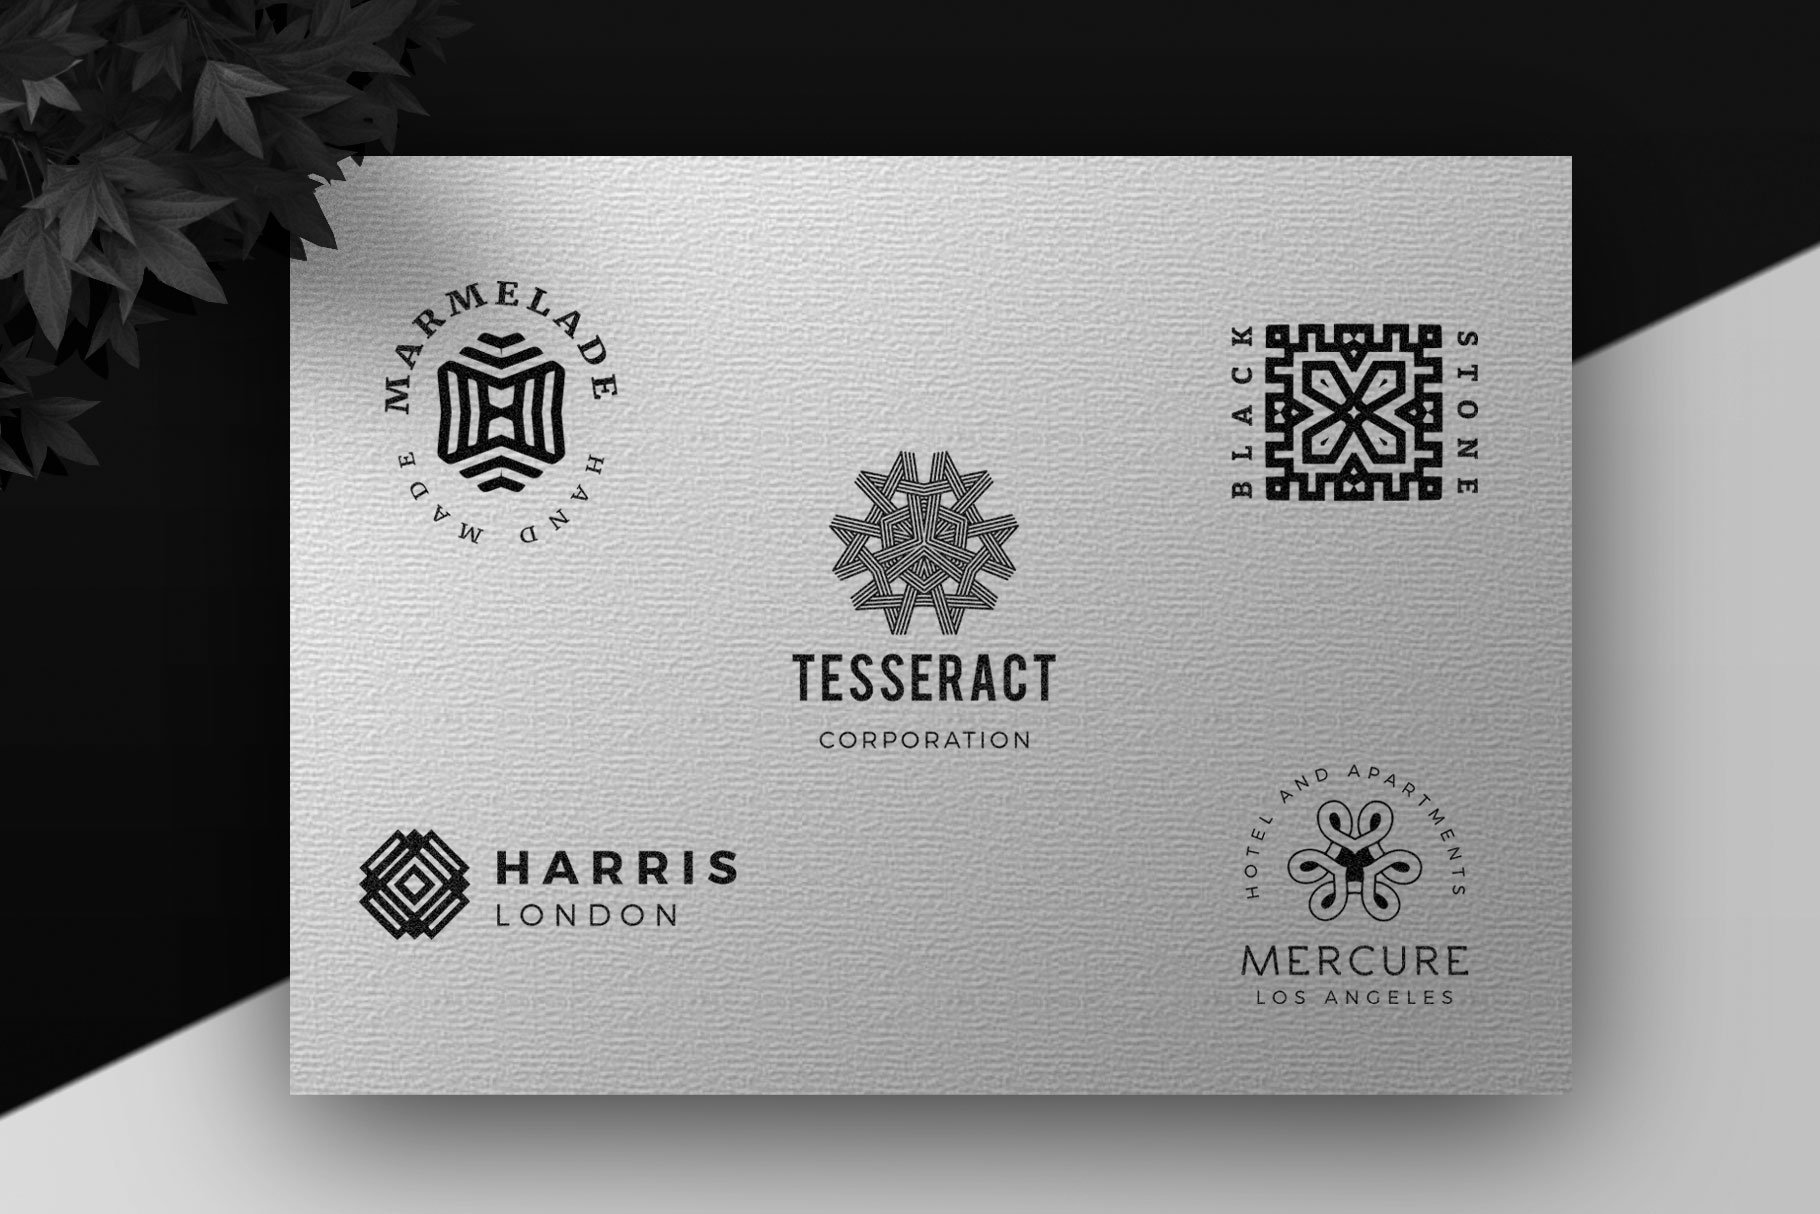 MARMELADE
HAND MADE
BLACK
STONE
TESSERACT
CORPORATION
HARRIS
LONDON
HOTEL AND APARTMENTS
MERCURE
LOS ANGELES